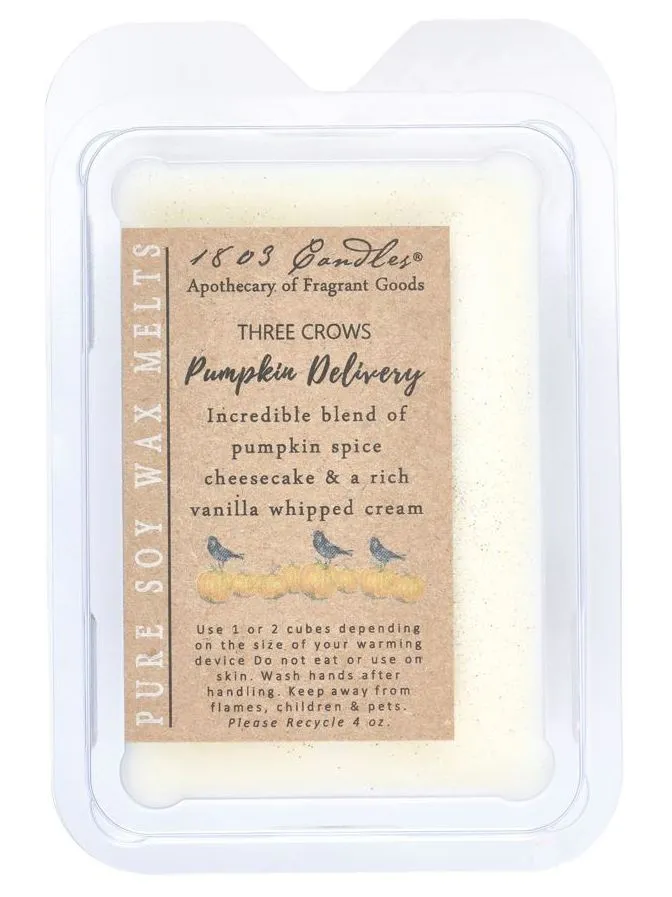 PURE SOY WAX MELTS
1803 Candles®
Apothecary of Fragrant Goods
THREE CROWS
Pumpkin Delivery
Incredible blend of
pumpkin spice
cheesecake & a rich
vanilla whipped cream
Use 1 or 2 cubes depending
on the size of your warming
device Do not eat or use on
skin. Wash hands after
handling. Keep away from
flames, children & pets.
Please Recycle 4 oz.